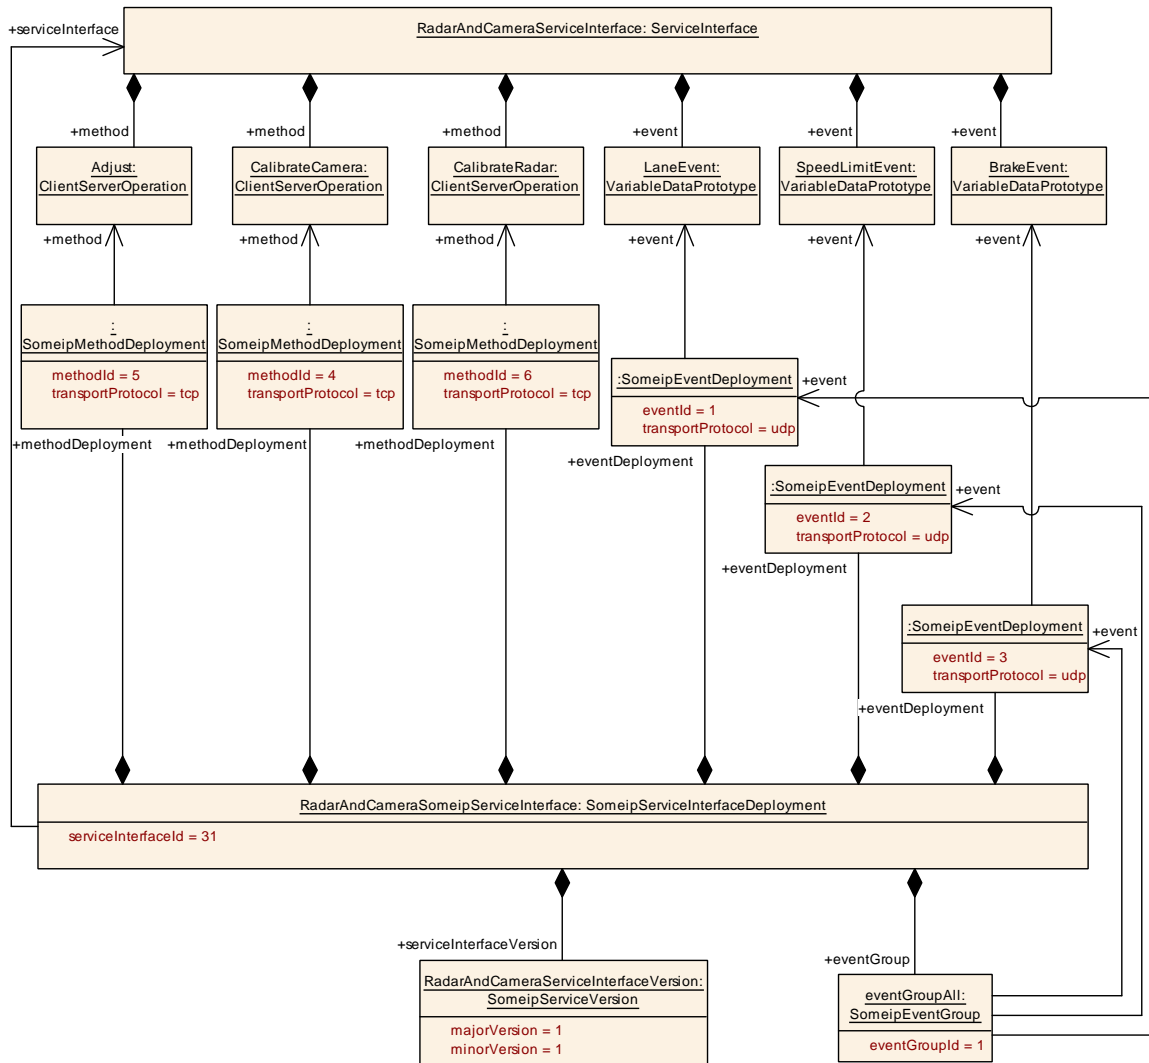 +serviceInterface
RadarAndCameraServiceInterface: ServiceInterface
+method
+method
+method
+event
+event
+event
Adjust:
ClientServerOperation
CalibrateCamera:
ClientServerOperation
CalibrateRadar:
ClientServerOperation
LaneEvent:
VariableDataPrototype
SpeedLimitEvent:
VariableDataPrototype
BrakeEvent:
VariableDataPrototype
+method
+method
+method
+event
+event
+event
:
SomeipMethodDeployment
methodId = 5
transportProtocol = tcp
+methodDeployment
:
SomeipMethodDeployment
methodId = 4
transportProtocol = tcp
+methodDeployment
:
SomeipMethodDeployment
methodId = 6
transportProtocol = tcp
+methodDeployment
:SomeipEventDeployment
eventId = 1
transportProtocol = udp
+event
+eventDeployment
:SomeipEventDeployment
eventId = 2
transportProtocol = udp
+event
+eventDeployment
:SomeipEventDeployment
eventId = 3
transportProtocol = udp
+event
+eventDeployment
RadarAndCameraSomeipServiceInterface: SomeipServiceInterfaceDeployment
serviceInterfaceId = 31
+serviceInterfaceVersion
RadarAndCameraServiceInterfaceVersion:
SomeipServiceVersion
majorVersion = 1
minorVersion = 1
+eventGroup
eventGroupAll:
SomeipEventGroup
eventGroupId = 1